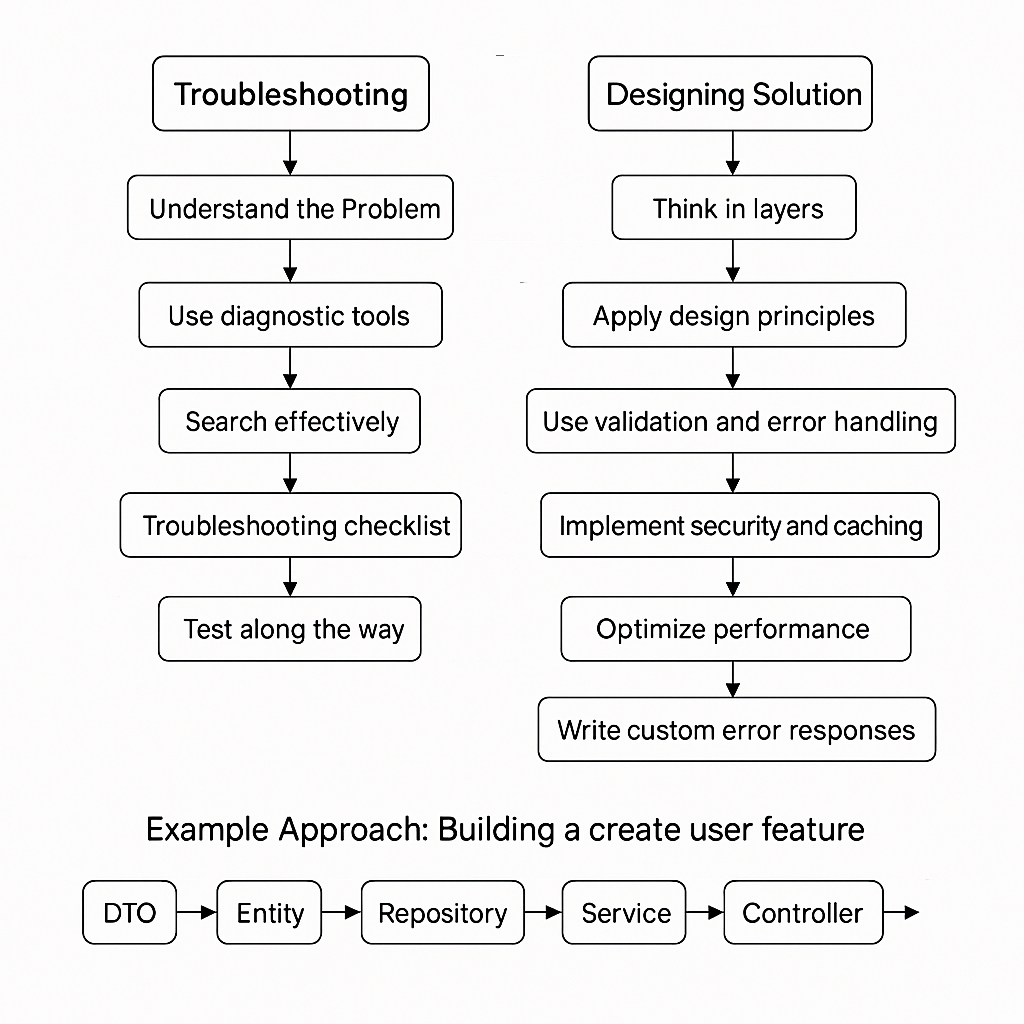 Troubleshooting
Understand the Problem
Use diagnostic tools
Search effectively
Troubleshooting checklist
Test along the way
Designing Solution
Think in layers
Apply design principles
Use validation and error handling
Implement security and caching
Optimize performance
Write custom error responses
Example Approach: Building a create user feature
DTO
Entity
Repository
Service
Controller